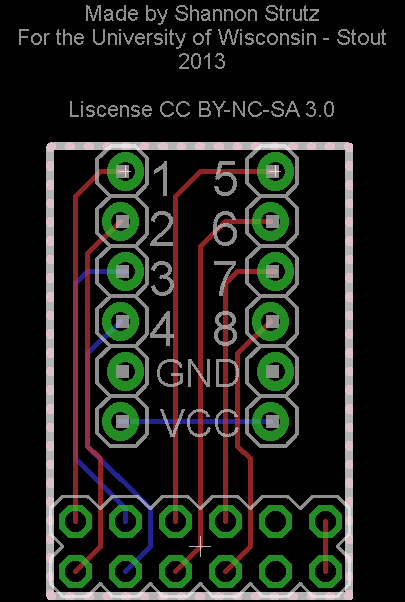 Made by Shannon Strutz
For the University of Wisconsin - Stout
2013
Liscense CC BY-NC-SA 3.0
1 5
2 6
3 7
4 8
GND
VCC